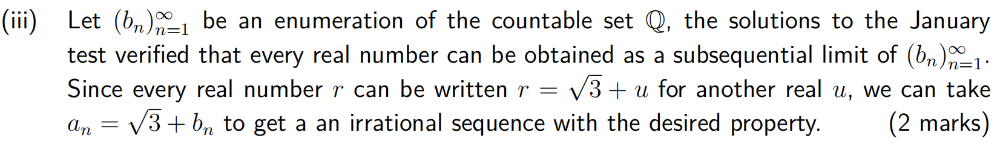 (iii) Let $(b_n)_{n=1}^{\infty}$ be an enumeration of the countable set $\mathbb{Q}$, the solutions to the January
test verified that every real number can be obtained as a subsequential limit of $(b_n)_{n=1}^{\infty}$.
Since every real number $r$ can be written $r = \sqrt{3} + u$ for another real $u$, we can take
$a_n = \sqrt{3} + b_n$ to get a an irrational sequence with the desired property. (2 marks)